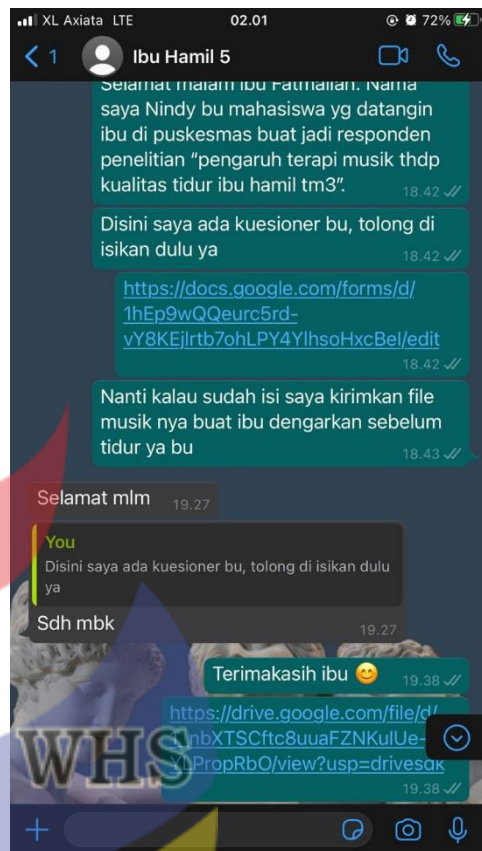 XL Axiata LTE 02.01 72%
1 Ibu Hamil 5
Selamat malam ibu Fatmaliah. Nama
saya Nindy bu mahasiswa yg datangin
ibu di puskesmas buat jadi responden
penelitian “pengaruh terapi musik thdp
kualitas tidur ibu hamil tm3”. 18.42
Disini saya ada kuesioner bu, tolong di
isikan dulu ya 18.42
https://docs.google.com/forms/d/
1hEp9wQQeurc5rd-
vY8KEjlrtb7ohLPY4YlhsoHxcBel/edit
18.42
Nanti kalau sudah isi saya kirimkan file
musik nya buat ibu dengarkan sebelum
tidur ya bu 18.43
Selamat mlm 19.27
You
Disini saya ada kuesioner bu, tolong di isikan dulu
ya
Sdh mbk 19.27
Terimakasih ibu 😊 19.38
https://drive.google.com/file/d/
XLPropRbO/view?usp=drivesdk
19.38
WHS